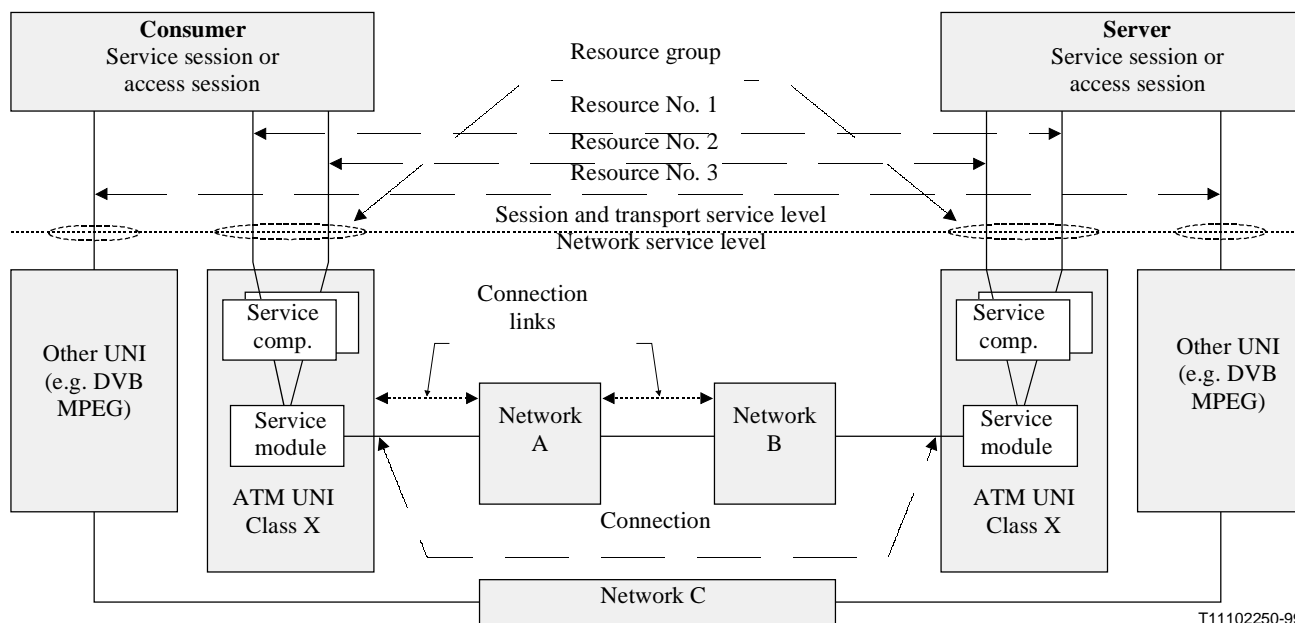 Consumer
Service session or
access session
Server
Service session or
access session
Resource group
Resource No. 1
Resource No. 2
Resource No. 3
Session and transport service level
Network service level
Other UNI
(e.g. DVB
MPEG)
Service
comp.
Service
module
ATM UNI
Class X
Connection
links
Network
A
Network
B
Connection
Service
comp.
Service
module
ATM UNI
Class X
Other UNI
(e.g. DVB
MPEG)
Network C
T11102250-99